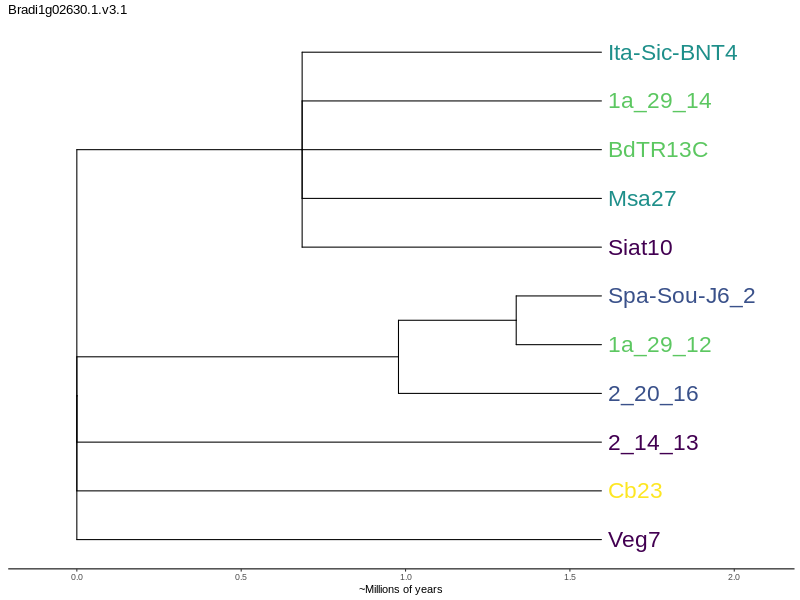 Bradi1g02630.1.v3.1
Ita-Sic-BNT4
1a_29_14
BdTR13C
Msa27
Siat10
Spa-Sou-J6_2
1a_29_12
2_20_16
2_14_13
Cb23
Veg7
0.0 0.5 1.0 1.5 2.0
~Millions of years